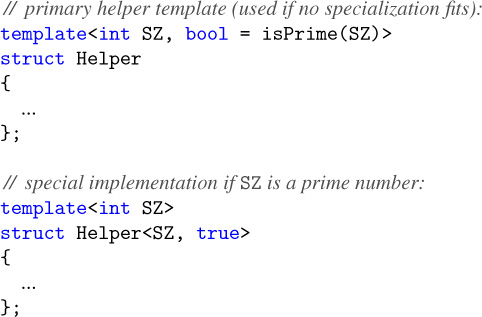 // primary helper template (used if no specialization fits):
template<int SZ, bool = isPrime(SZ)>
struct Helper
{
...
};
// special implementation if SZ is a prime number:
template<int SZ>
struct Helper<SZ, true>
{
...
};